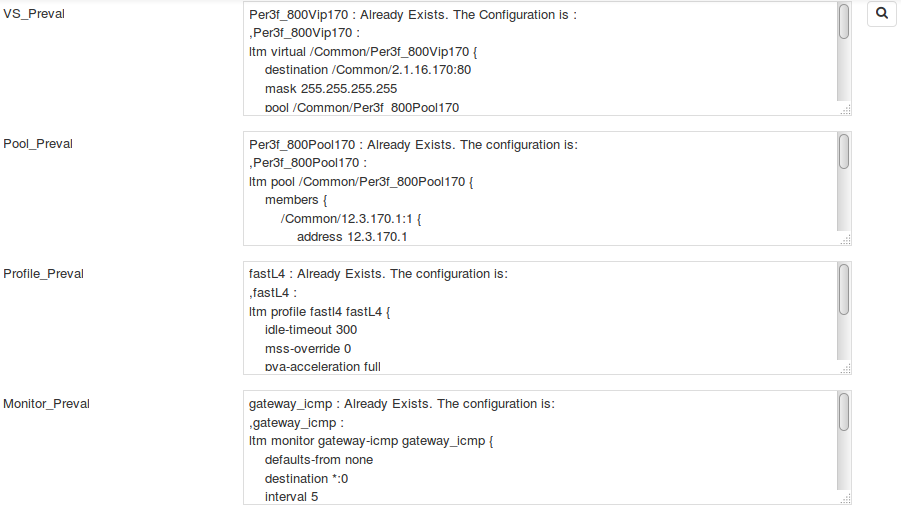 VS_Preval
Per3f_800Vip170 : Already Exists. The Configuration is :
,Per3f_800Vip170 :
ltm virtual /Common/Per3f_800Vip170 {
destination /Common/2.1.16.170:80
mask 255.255.255.255
pool /Common/Per3f_800Pool170
Pool_Preval
Per3f_800Pool170 : Already Exists. The configuration is:
,Per3f_800Pool170 :
ltm pool /Common/Per3f_800Pool170 {
members {
/Common/12.3.170.1:1 {
address 12.3.170.1
Profile_Preval
fastL4 : Already Exists. The configuration is:
,fastL4 :
ltm profile fastl4 fastL4 {
idle-timeout 300
mss-override 0
pva-acceleration full
Monitor_Preval
gateway_icmp : Already Exists. The configuration is:
,gateway_icmp :
ltm monitor gateway-icmp gateway_icmp {
defaults-from none
destination *:0
interval 5